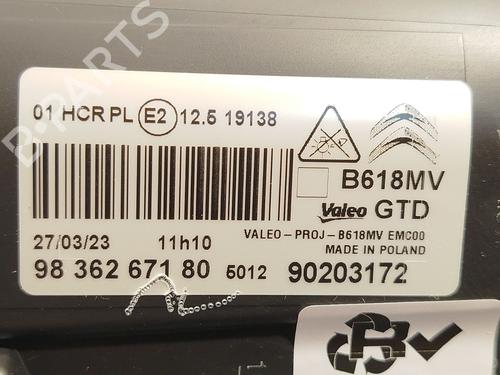 B-PARTS
01 HCR PL E2 12.5 19138
B618MV
Valeo GTD
27/03/23 11h10
VALEO-PROJ-B618MV EMC00
MADE IN POLAND
98 362 671 80 5012 90203172
B